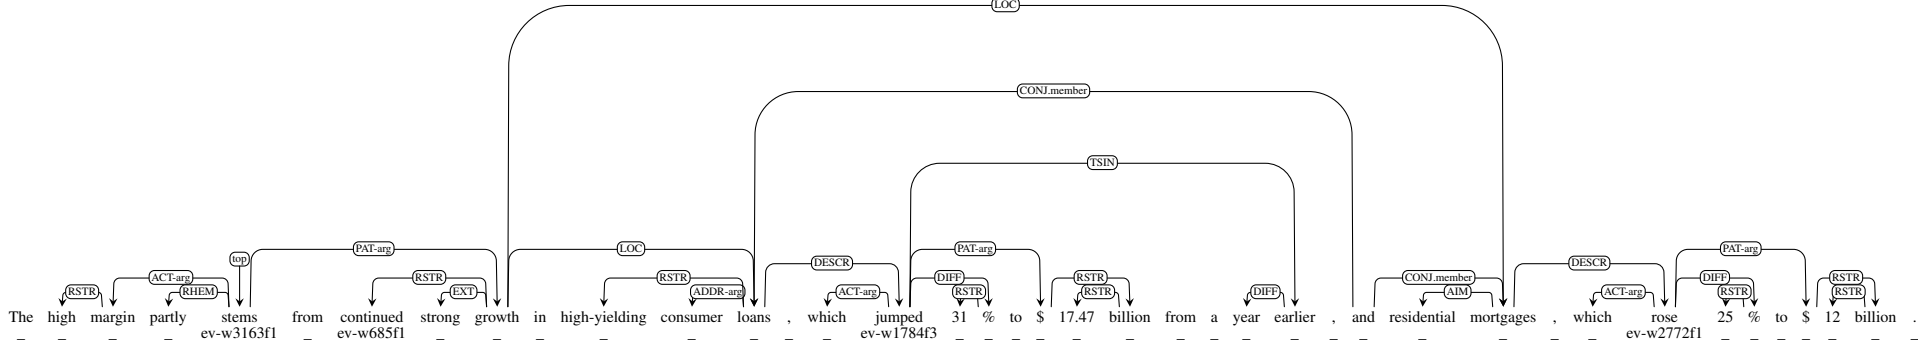 LOC
CONJ.member
TSIN
PAT-arg LOC PAT-arg PAT-arg
top DESCR DESCR
ACT-arg RSTR RSTR DIFF RSTR CONJ.member DIFF RSTR
RSTR RHEM EXT ADDR-arg ACT-arg RSTR RSTR DIFF AIM ACT-arg RSTR RSTR
The high margin partly stems from continued strong growth in high-yielding consumer loans , which jumped 31 % to $ 17.47 billion from a year earlier , and residential mortgages , which rose 25 % to $ 12 billion .
_ _ _ _ ev-w3163f1 _ ev-w685f1 _ _ _ _ _ _ _ _ ev-w1784f3 _ _ _ _ _ _ _ _ _ _ _ _ _ _ _ _ ev-w2772f1 _ _ _ _ _ _ _